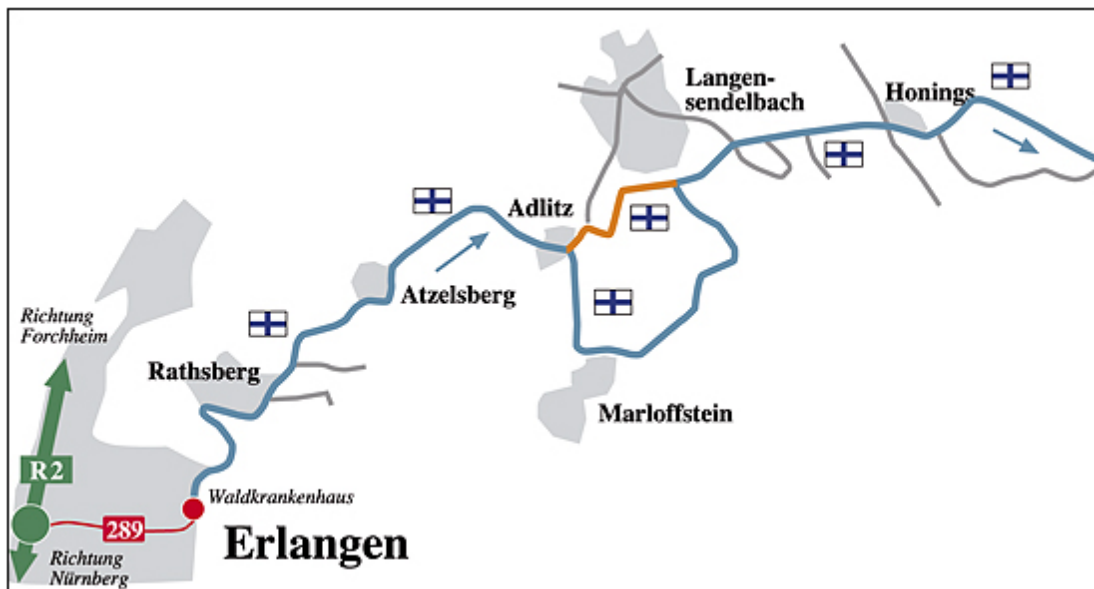 Langen-
sendelbach
Honings
Adlitz
Atzelsberg
Richtung
Forchheim
Rathsberg
Marloffstein
R2
Waldkrankenhaus
289
Erlangen
Richtung
Nürnberg